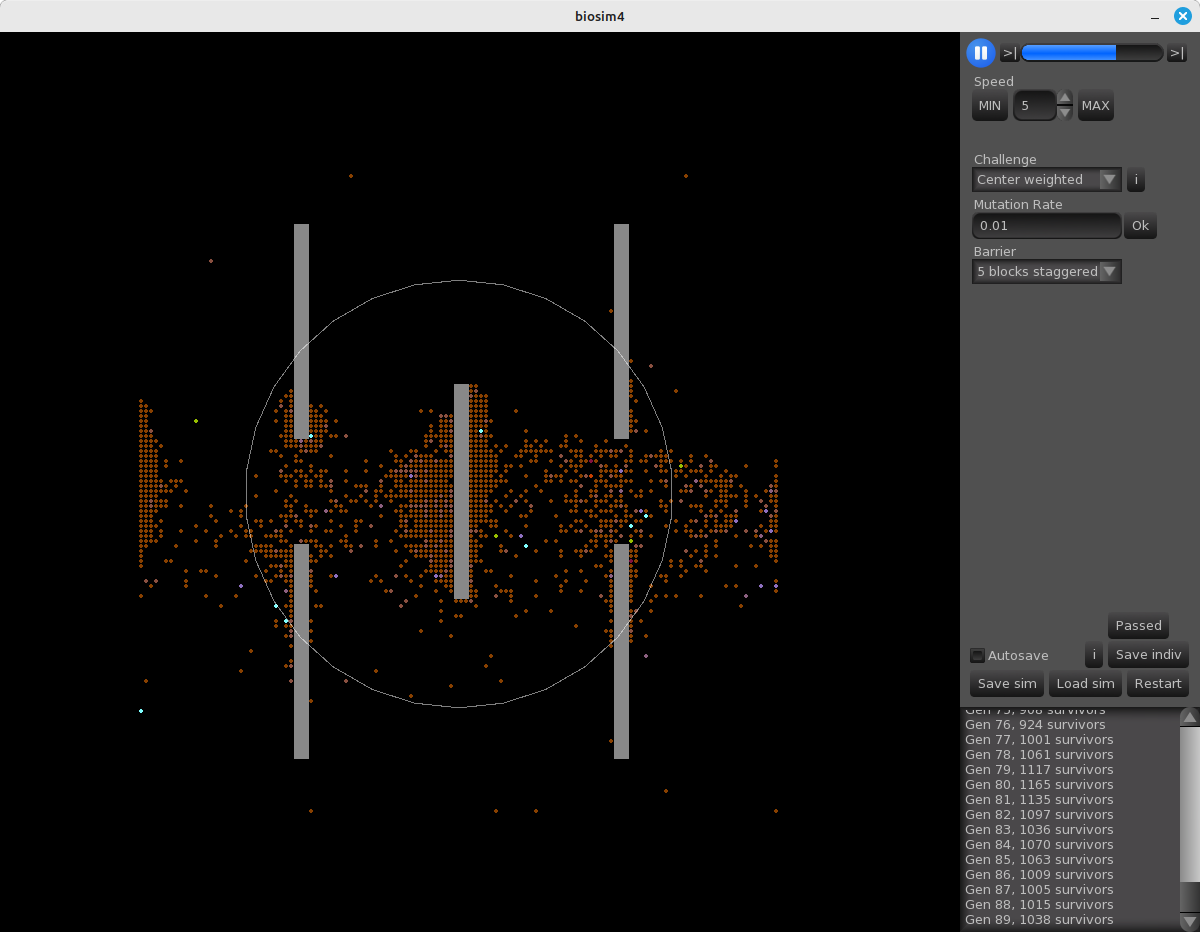 biosim4
>| >|
Speed
MIN 5 MAX
Challenge
Center weighted i
Mutation Rate
0.01 Ok
Barrier
5 blocks staggered
Passed
Autosave i Save indiv
Save sim Load sim Restart
Gen 75, 908 survivors
Gen 76, 924 survivors
Gen 77, 1001 survivors
Gen 78, 1061 survivors
Gen 79, 1117 survivors
Gen 80, 1165 survivors
Gen 81, 1135 survivors
Gen 82, 1097 survivors
Gen 83, 1036 survivors
Gen 84, 1070 survivors
Gen 85, 1063 survivors
Gen 86, 1009 survivors
Gen 87, 1005 survivors
Gen 88, 1015 survivors
Gen 89, 1038 survivors